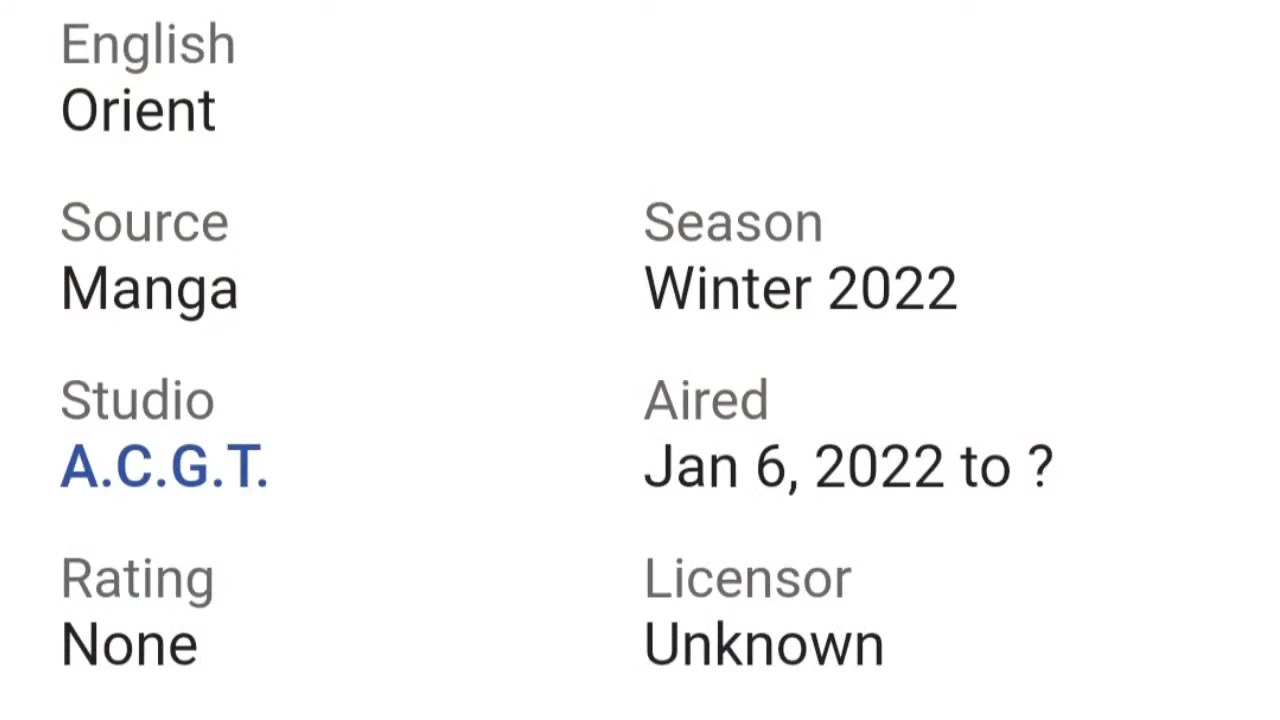 English
Orient
Source
Manga
Season
Winter 2022
Studio
A.C.G.T.
Aired
Jan 6, 2022 to ?
Rating
None
Licensor
Unknown